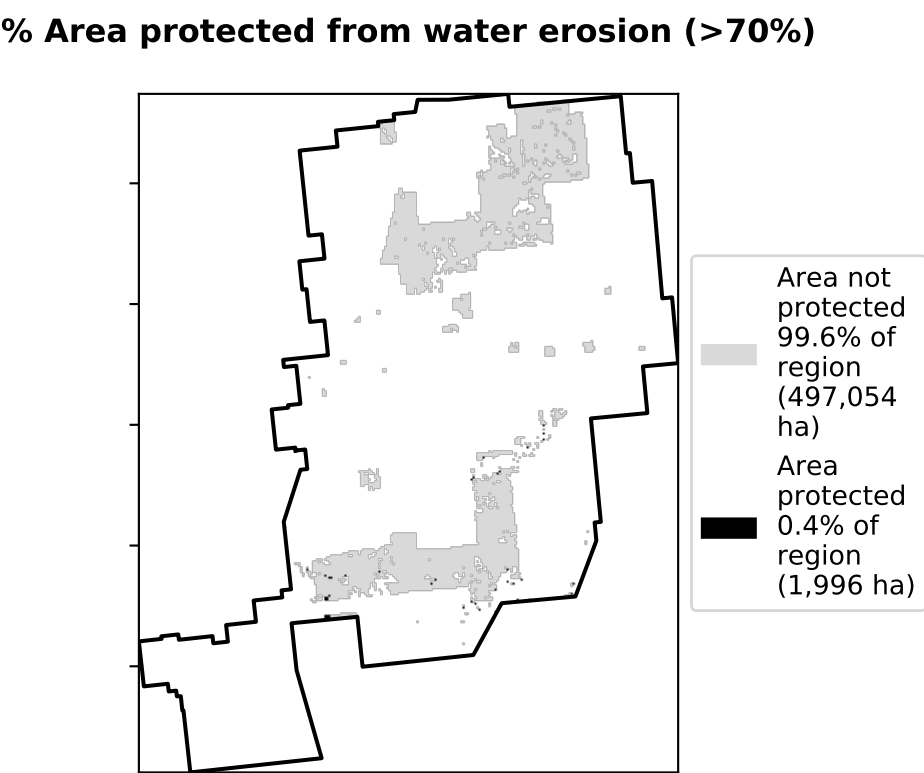 % Area protected from water erosion (>70%)
Area not
protected
99.6% of
region
(497,054
ha)
Area
protected
0.4% of
region
(1,996 ha)